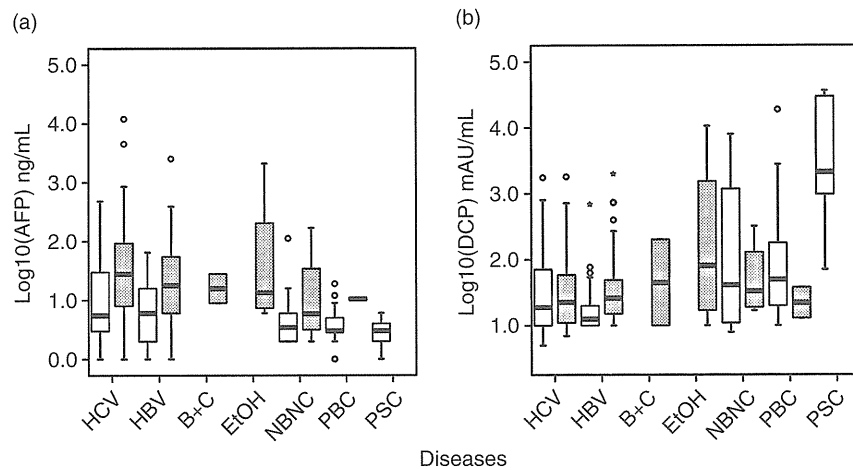 (a)
5.0
4.0
3.0
2.0
1.0
0.0
Log10(AFP) ng/mL
HCV
HBV
B+C
EtOH
NBNC
PBC
PSC
(b)
5.0
4.0
3.0
2.0
1.0
Log10(DCP) mAU/mL
HCV
HBV
B+C
EtOH
NBNC
PBC
PSC
Diseases